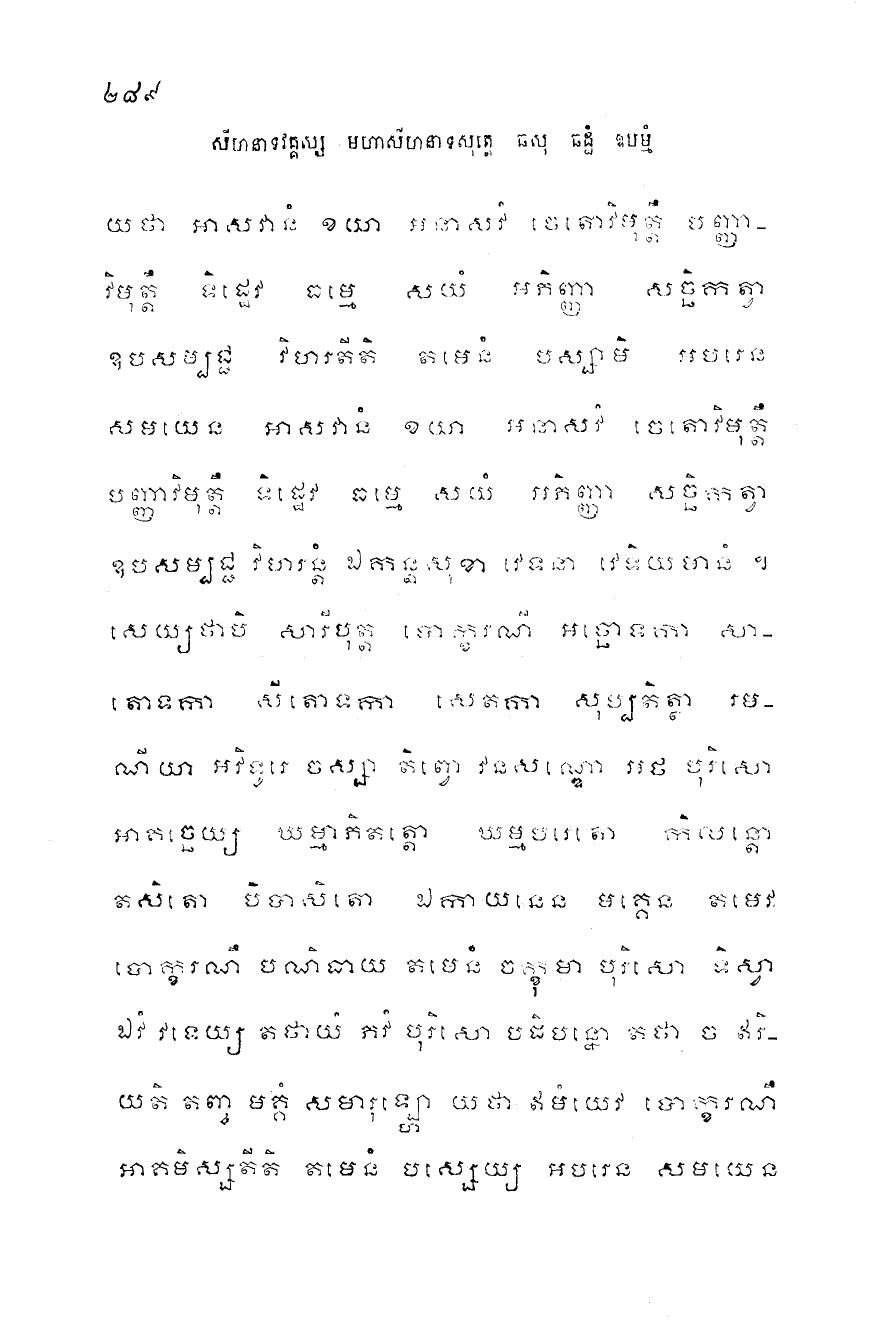 ២៨៩
សីហនាទវគ្គស្ស មហាសីហនាទសុត្តេ ធសុ ធដ្ឋំ ឧបម្មំ
យថា អាសវានំ ខយា អនាសវំ ចេតោវិមុត្តឹ បញ្ញា-
វិមុត្តឹ ទិដ្ឋេវ ធម្មេ សយំ អភិញ្ញា សច្ឆិកត្វា
ឧបសម្បជ្ជ វិហរតីតិ តមេនំ បស្សាមិ អបរេន
សមយេន អាសវានំ ខយា អនាសវំ ចេតោវិមុត្តឹ
បញ្ញាវិមុត្តឹ ទិដ្ឋេវ ធម្មេ សយំ អភិញ្ញា សច្ឆិកត្វា
ឧបសម្បជ្ជ វិហរន្តំ ឯកន្តសុខា វេទនា វេទិយមានំ ។
សេយ្យថាបិ សារីបុត្ត បោក្ខរណី អច្ឆោទកា សា-
តោទកា សីតោទកា សេតកា សុប្បតិត្ថា រម-
ណីយា អវិទូរេ ចស្សា តិព្វោ វនសណ្ឌោ អថ បុរិសោ
អាគច្ឆេយ្យ ឃម្មាភិតត្តោ ឃម្មបរេតោ កិលន្តោ
តសិតោ បិបាសិតោ ឯកាយនេន មគ្គេន តមេវ
បោក្ខរណឹ បណិធាយ តមេនំ ចក្ខុមា បុរិសោ ទិស្វា
ឯវំ វទេយ្យ តថាយំ ភវំ បុរិសោ បដិបន្នោ តថា ច ឥរិ-
យតិ តញ្ច មគ្គំ សមារុឡ្ហោ យថា ឥមំយេវ បោក្ខរណឹ
អាគមិស្សតីតិ តមេនំ បស្សេយ្យ អបរេន សមយេន